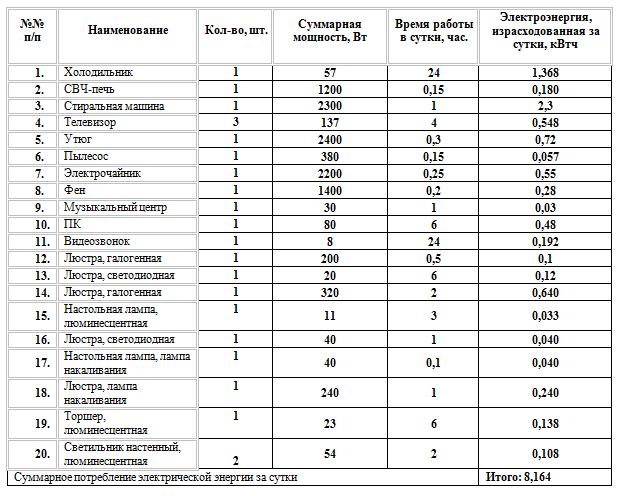 №№ п/п Наименование Кол-во, шт. Суммарная мощность, Вт Время работы в сутки, час. Электроэнергия, израсходованная за сутки, кВтч
1. Холодильник 1 57 24 1,368
2. СВЧ-печь 1 1200 0,15 0,180
3. Стиральная машина 1 2300 1 2,3
4. Телевизор 3 137 4 0,548
5. Утюг 1 2400 0,3 0,72
6. Пылесос 1 380 0,15 0,057
7. Электрочайник 1 2200 0,25 0,55
8. Фен 1 1400 0,2 0,28
9. Музыкальный центр 1 30 1 0,03
10. ПК 1 80 6 0,48
11. Видеозвонок 1 8 24 0,192
12. Люстра, галогенная 1 200 0,5 0,1
13. Люстра, светодиодная 1 20 6 0,12
14. Люстра, галогенная 1 320 2 0,640
15. Настольная лампа, люминесцентная 1 11 3 0,033
16. Люстра, светодиодная 1 40 1 0,040
17. Настольная лампа, лампа накаливания 1 40 0,1 0,040
18. Люстра, лампа накаливания 1 240 1 0,240
19. Торшер, люминесцентная 1 23 6 0,138
20. Светильник настенный, люминесцентная 2 54 2 0,108
Суммарное потребление электрической энергии за сутки Итого: 8,164